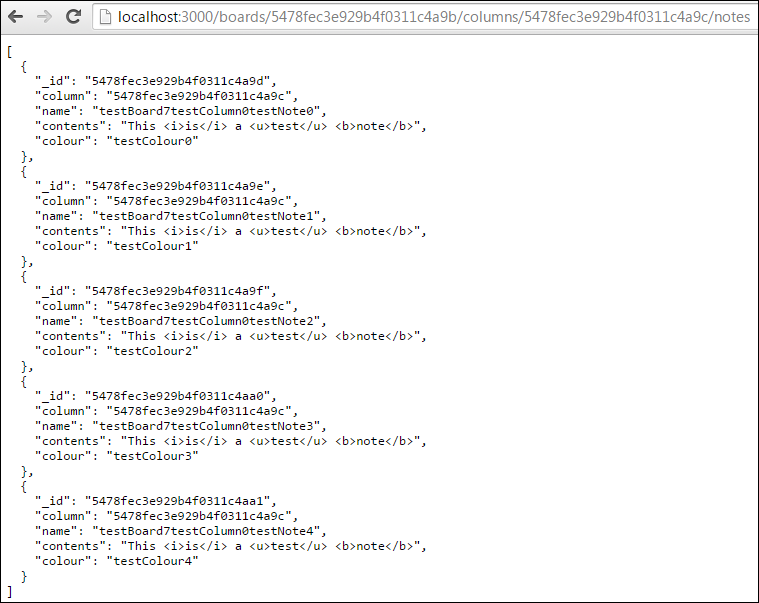 localhost:3000/boards/5478fec3e929b4f0311c4a9b/columns/5478fec3e929b4f0311c4a9c/notes
[
  {
    "_id": "5478fec3e929b4f0311c4a9d",
    "column": "5478fec3e929b4f0311c4a9c",
    "name": "testBoard7testColumn0testNote0",
    "contents": "This <i>is</i> a <u>test</u> <b>note</b>",
    "colour": "testColour0"
  },
  {
    "_id": "5478fec3e929b4f0311c4a9e",
    "column": "5478fec3e929b4f0311c4a9c",
    "name": "testBoard7testColumn0testNote1",
    "contents": "This <i>is</i> a <u>test</u> <b>note</b>",
    "colour": "testColour1"
  },
  {
    "_id": "5478fec3e929b4f0311c4a9f",
    "column": "5478fec3e929b4f0311c4a9c",
    "name": "testBoard7testColumn0testNote2",
    "contents": "This <i>is</i> a <u>test</u> <b>note</b>",
    "colour": "testColour2"
  },
  {
    "_id": "5478fec3e929b4f0311c4aa0",
    "column": "5478fec3e929b4f0311c4a9c",
    "name": "testBoard7testColumn0testNote3",
    "contents": "This <i>is</i> a <u>test</u> <b>note</b>",
    "colour": "testColour3"
  },
  {
    "_id": "5478fec3e929b4f0311c4aa1",
    "column": "5478fec3e929b4f0311c4a9c",
    "name": "testBoard7testColumn0testNote4",
    "contents": "This <i>is</i> a <u>test</u> <b>note</b>",
    "colour": "testColour4"
  }
]